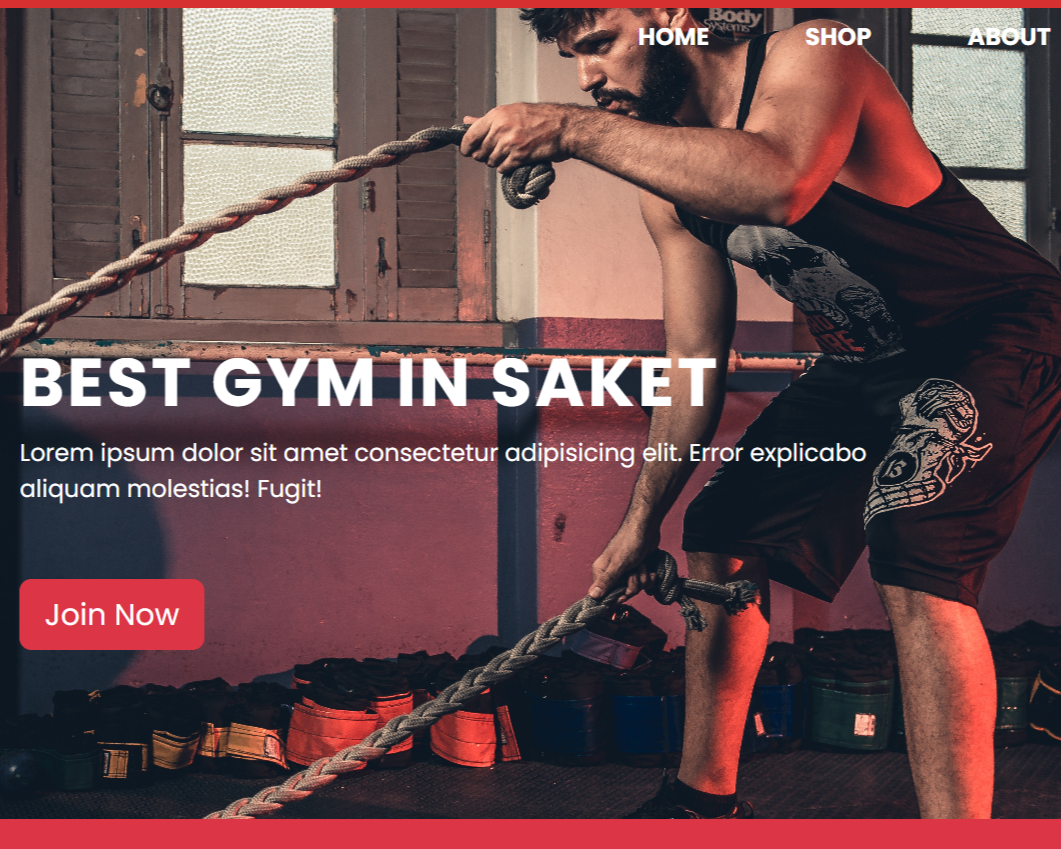 Body
Systems
HOME SHOP ABOUT
BEST GYM IN SAKET
Lorem ipsum dolor sit amet consectetur adipisicing elit. Error explicabo
aliquam molestias! Fugit!
Join Now
13